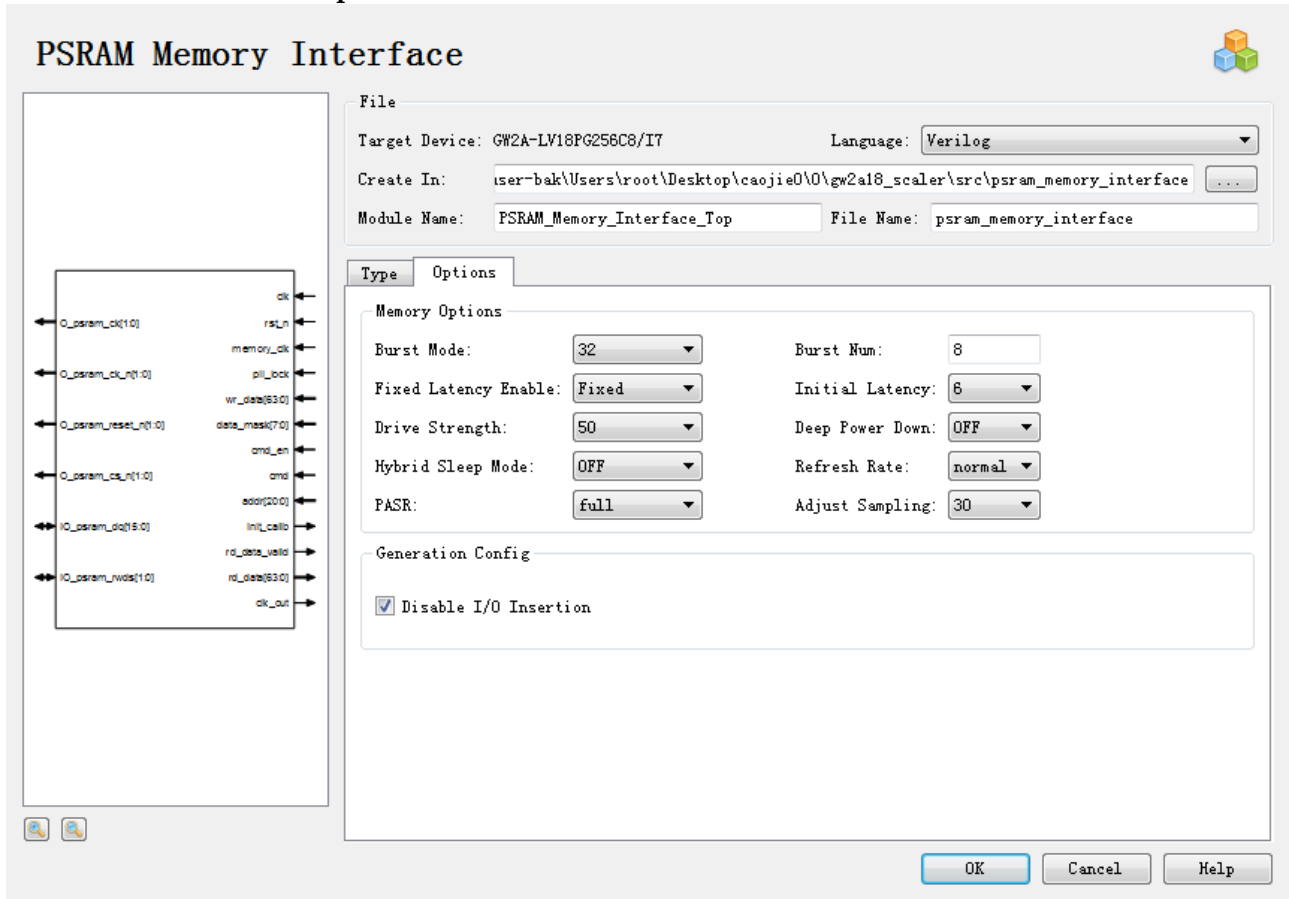 PSRAM Memory Interface
File
Target Device: GW2A-LV18PG256C8/I7 Language: Verilog
Create In: ser-bak\Users\root\Desktop\caojie0\0\gw2a18_scaler\src\psram_memory_interface ...
Module Name: PSRAM_Memory_Interface_Top File Name: psram_memory_interface
Type Options
Memory Options
Burst Mode: 32 Burst Num: 8
Fixed Latency Enable: Fixed Initial Latency: 6
Drive Strength: 50 Deep Power Down: OFF
Hybrid Sleep Mode: OFF Refresh Rate: normal
PASR: full Adjust Sampling: 30
Generation Config
Disable I/O Insertion
clk
O_psram_ck[1:0] rst_n
memory_clk
O_psram_ck_n[1:0] pll_lock
wr_data[63:0]
O_psram_reset_n[1:0] data_mask[7:0]
cmd_en
O_psram_cs_n[1:0] cmd
addr[20:0]
IO_psram_dq[15:0] init_calib
rd_data_valid
IO_psram_rwds[1:0] rd_data[63:0]
clk_out
OK Cancel Help